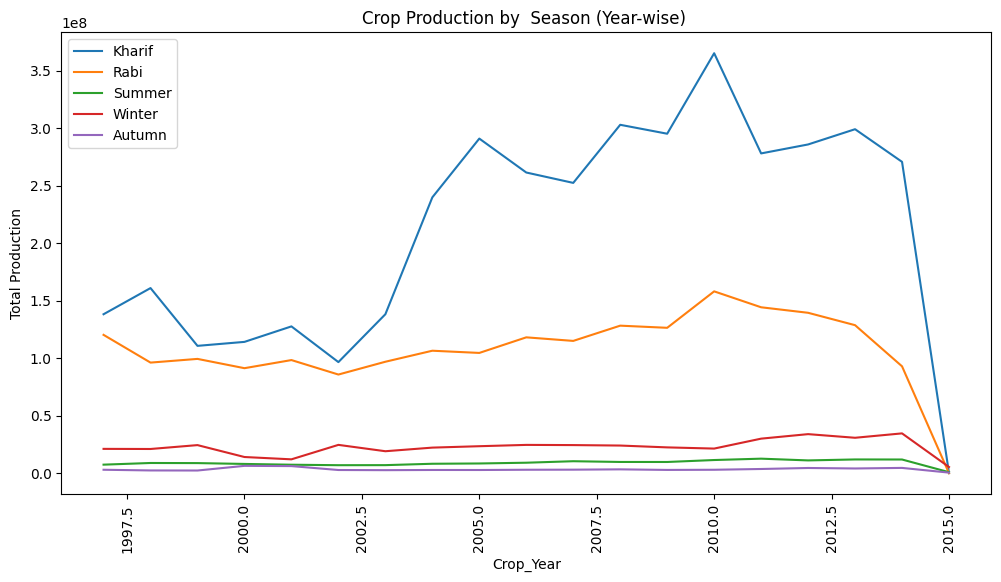 Crop Production by  Season (Year-wise)
1e8
Kharif
Rabi
Summer
Winter
Autumn
3.5
3.0
2.5
2.0
1.5
1.0
0.5
0.0
Total Production
1997.5
2000.0
2002.5
2005.0
2007.5
2010.0
2012.5
2015.0
Crop_Year